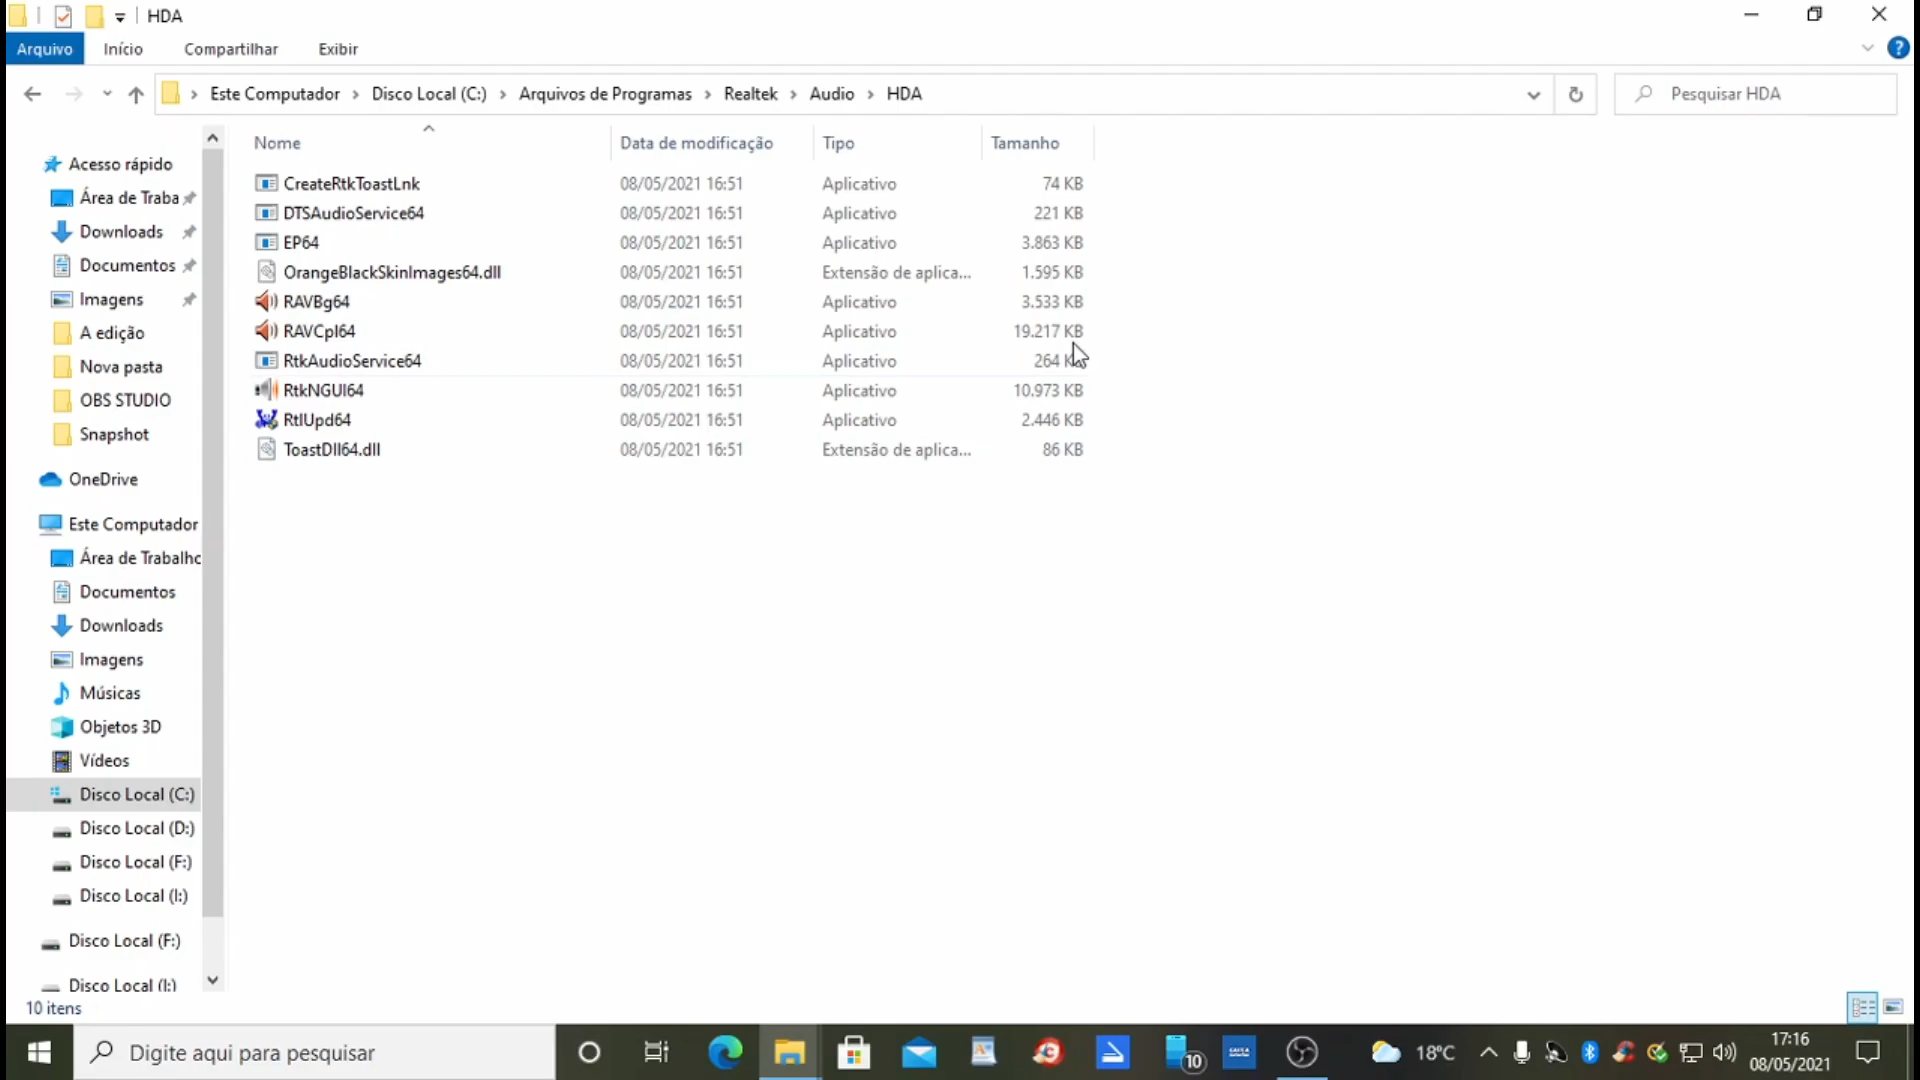 HDA
Arquivo Início Compartilhar Exibir
Este Computador Disco Local (C:) Arquivos de Programas Realtek Audio HDA
Pesquisar HDA
Nome Data de modificação Tipo Tamanho
CreateRtkToastLnk 08/05/2021 16:51 Aplicativo 74 KB
DTSAudioService64 08/05/2021 16:51 Aplicativo 221 KB
EP64 08/05/2021 16:51 Aplicativo 3.863 KB
OrangeBlackSkinImages64.dll 08/05/2021 16:51 Extensão de aplica... 1.595 KB
RAVBg64 08/05/2021 16:51 Aplicativo 3.533 KB
RAVCpl64 08/05/2021 16:51 Aplicativo 19.217 KB
RtkAudioService64 08/05/2021 16:51 Aplicativo 264 K
RtkNGUI64 08/05/2021 16:51 Aplicativo 10.973 KB
RtlUpd64 08/05/2021 16:51 Aplicativo 2.446 KB
ToastDll64.dll 08/05/2021 16:51 Extensão de aplica... 86 KB
Acesso rápido
Área de Traba
Downloads
Documentos
Imagens
A edição
Nova pasta
OBS STUDIO
Snapshot
OneDrive
Este Computador
Área de Trabalho
Documentos
Downloads
Imagens
Músicas
Objetos 3D
Vídeos
Disco Local (C:)
Disco Local (D:)
Disco Local (F:)
Disco Local (I:)
Disco Local (F:)
Disco Local (I:)
10 itens
Digite aqui para pesquisar
10
CAIXA
18°C
17:16
08/05/2021